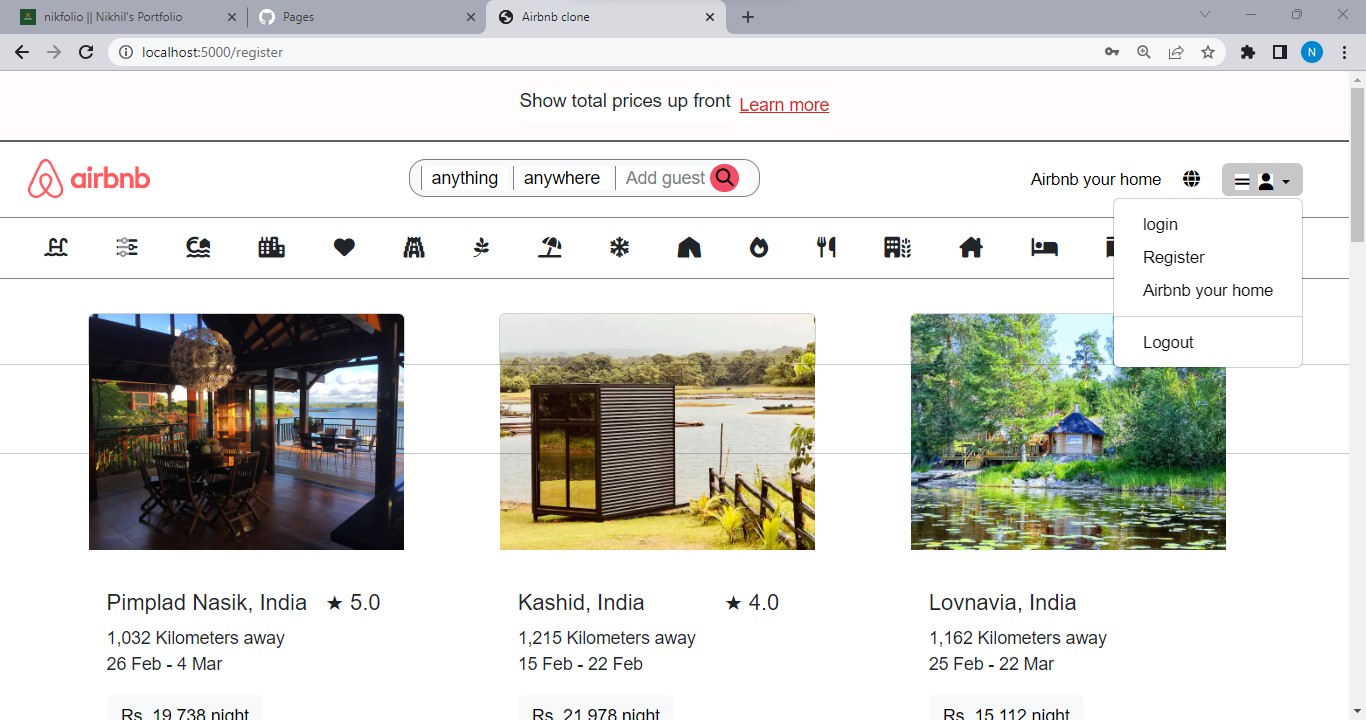 nikfolio || Nikhil's Portfolio
Pages
Airbnb clone
localhost:5000/register
N
Show total prices up front Learn more
airbnb
anything anywhere Add guest
Airbnb your home
login
Register
Airbnb your home
Logout
Pimplad Nasik, India ★ 5.0
1,032 Kilometers away
26 Feb - 4 Mar
Rs. 19,738 night
Kashid, India ★ 4.0
1,215 Kilometers away
15 Feb - 22 Feb
Rs. 21,978 night
Lovnavia, India
1,162 Kilometers away
25 Feb - 22 Mar
Rs. 15,112 night